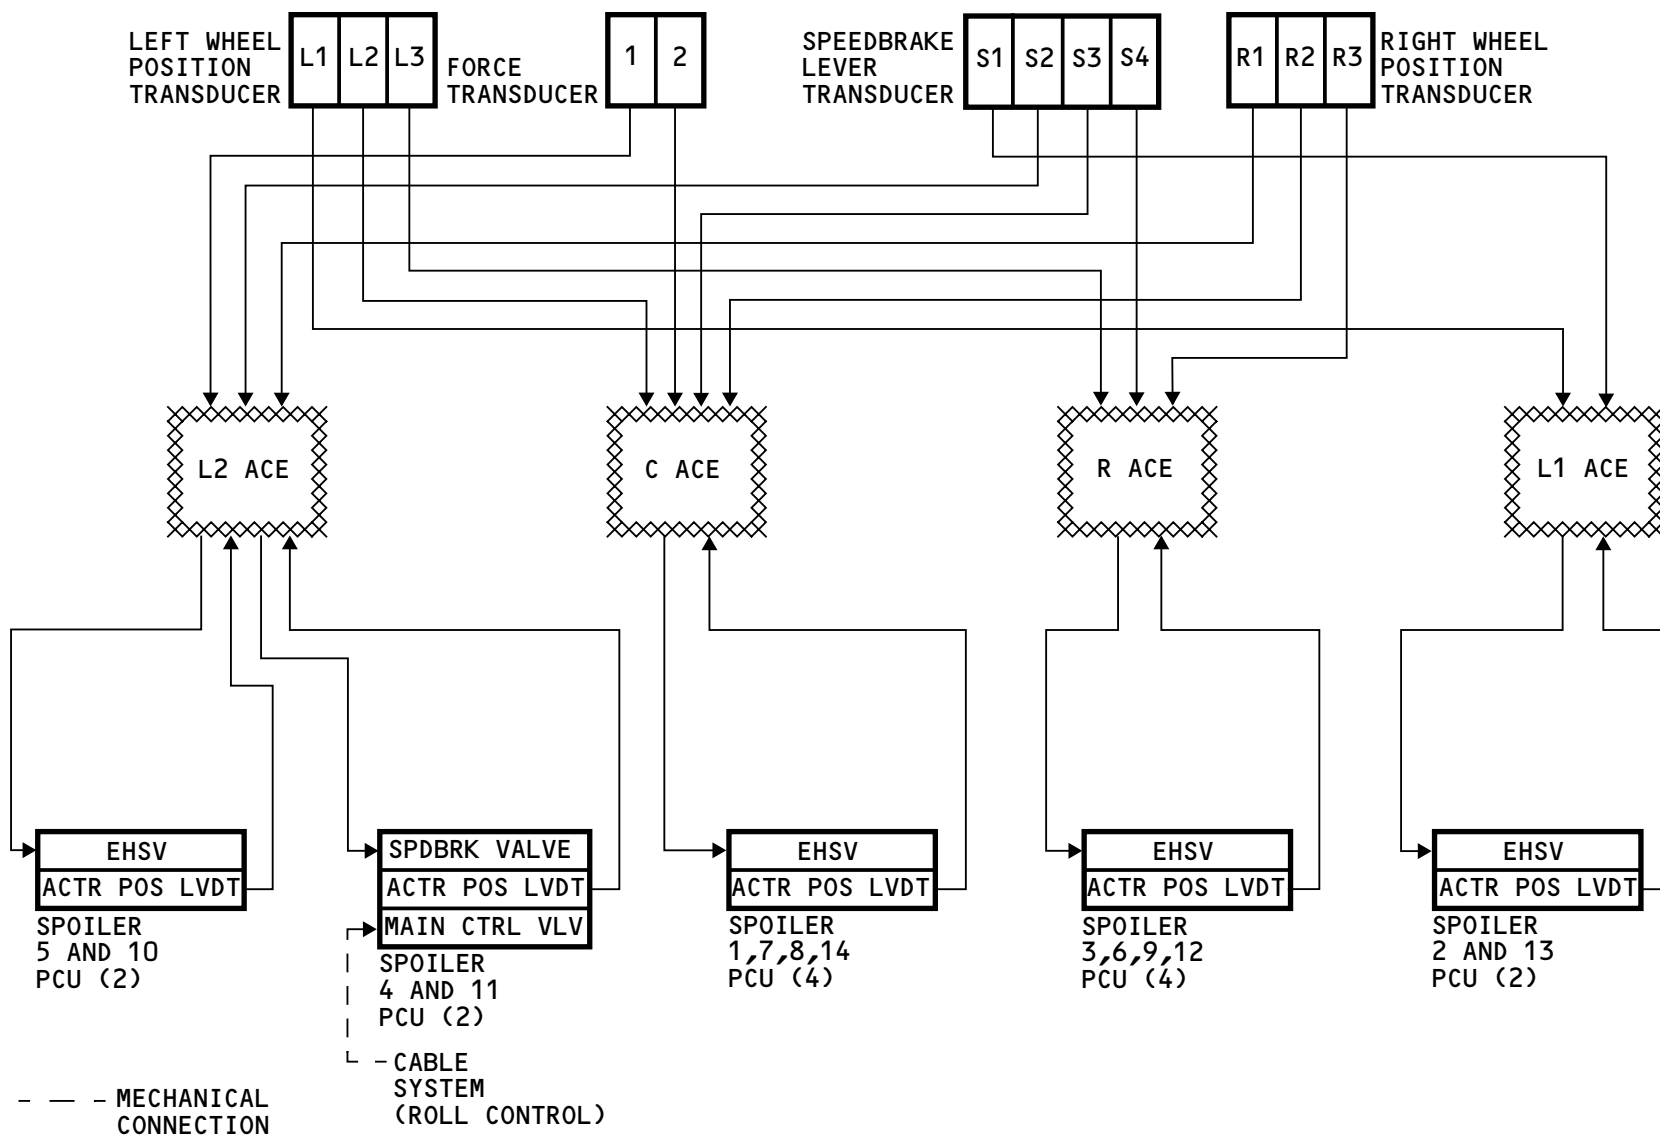 LEFT WHEEL
POSITION
TRANSDUCER
L1 L2 L3
FORCE
TRANSDUCER
1 2
SPEEDBRAKE
LEVER
TRANSDUCER
S1 S2 S3 S4
R1 R2 R3
RIGHT WHEEL
POSITION
TRANSDUCER
L2 ACE
C ACE
R ACE
L1 ACE
EHSV
ACTR POS LVDT
SPOILER
5 AND 10
PCU (2)
SPDBRK VALVE
ACTR POS LVDT
MAIN CTRL VLV
SPOILER
4 AND 11
PCU (2)
CABLE
SYSTEM
(ROLL CONTROL)
EHSV
ACTR POS LVDT
SPOILER
1,7,8,14
PCU (4)
EHSV
ACTR POS LVDT
SPOILER
3,6,9,12
PCU (4)
EHSV
ACTR POS LVDT
SPOILER
2 AND 13
PCU (2)
MECHANICAL
CONNECTION